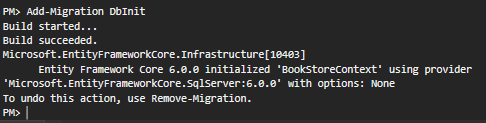 PM> Add-Migration DbInit
Build started...
Build succeeded.
Microsoft.EntityFrameworkCore.Infrastructure[10403]
Entity Framework Core 6.0.0 initialized 'BookStoreContext' using provider
'Microsoft.EntityFrameworkCore.SqlServer:6.0.0' with options: None
To undo this action, use Remove-Migration.
PM>